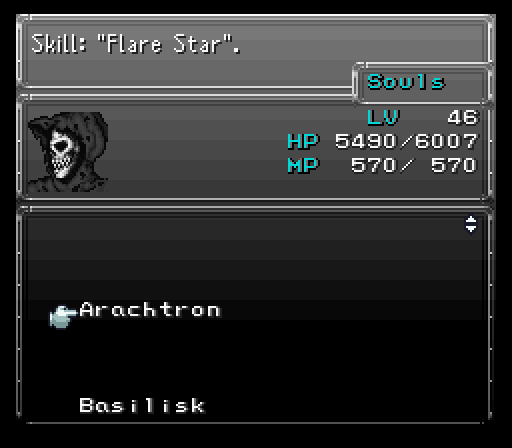 Skill: "Flare Star".
Souls
LV 46
HP 5490/6007
MP 570/ 570
Arachtron
Basilisk